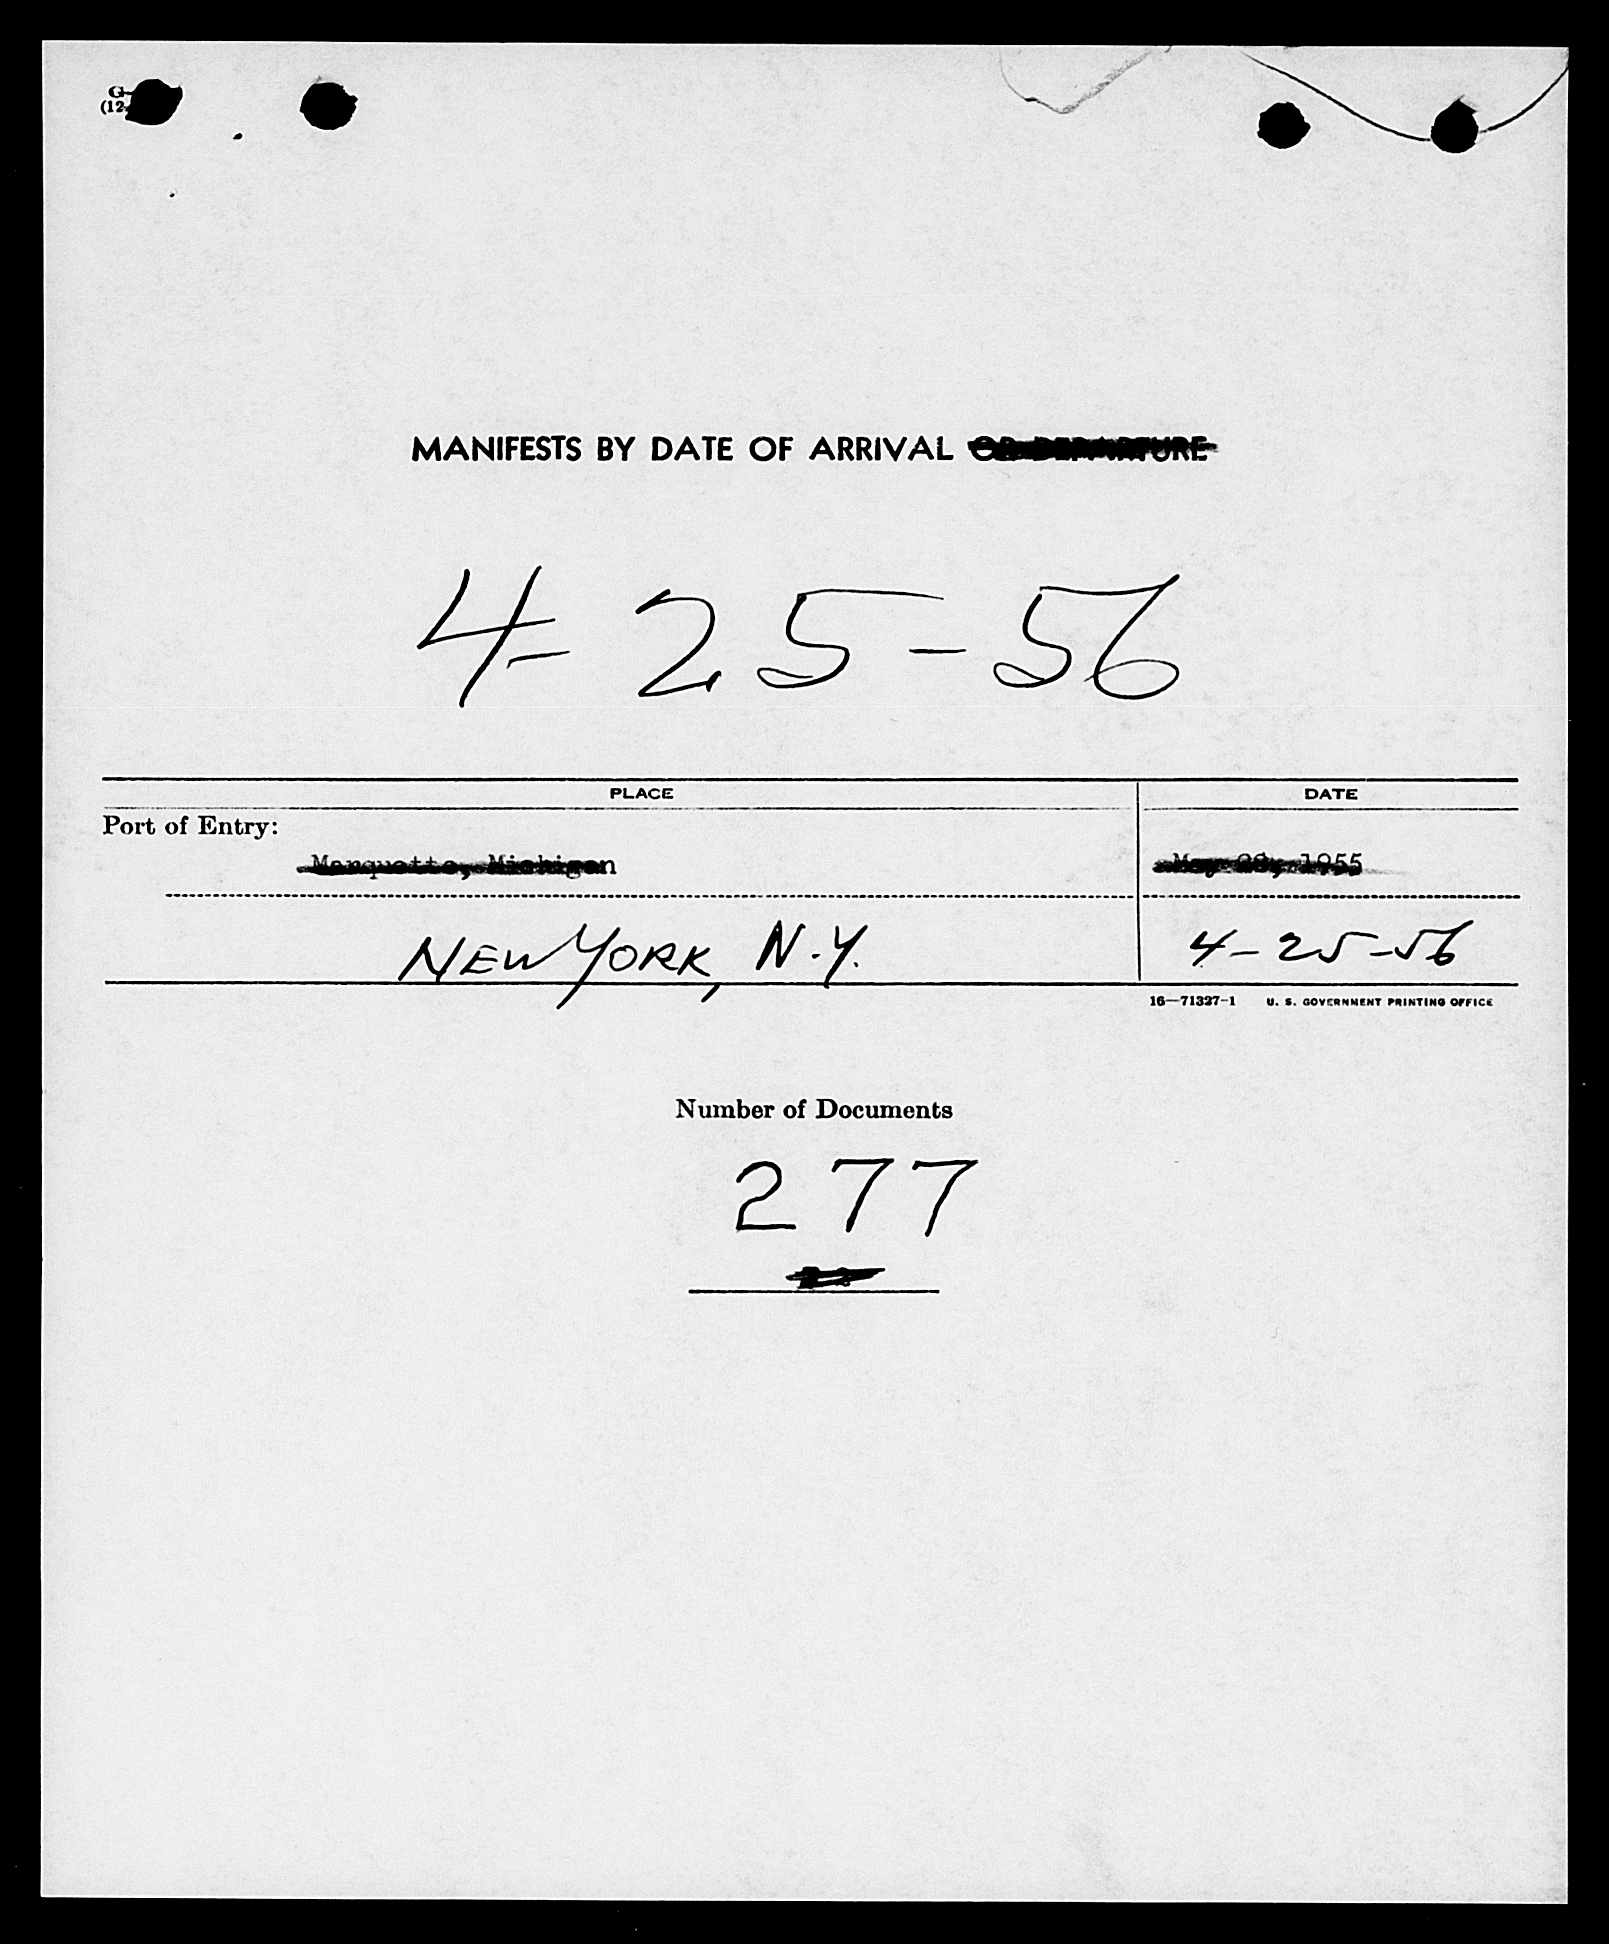 G-
(12-
MANIFESTS BY DATE OF ARRIVAL OR DEPARTURE
4-25-56
PLACE DATE
Port of Entry:
Marquette, Michigan May 28, 1955
NEW YORK, N.Y. 4-25-56
16—71327-1 U. S. GOVERNMENT PRINTING OFFICE
Number of Documents
277